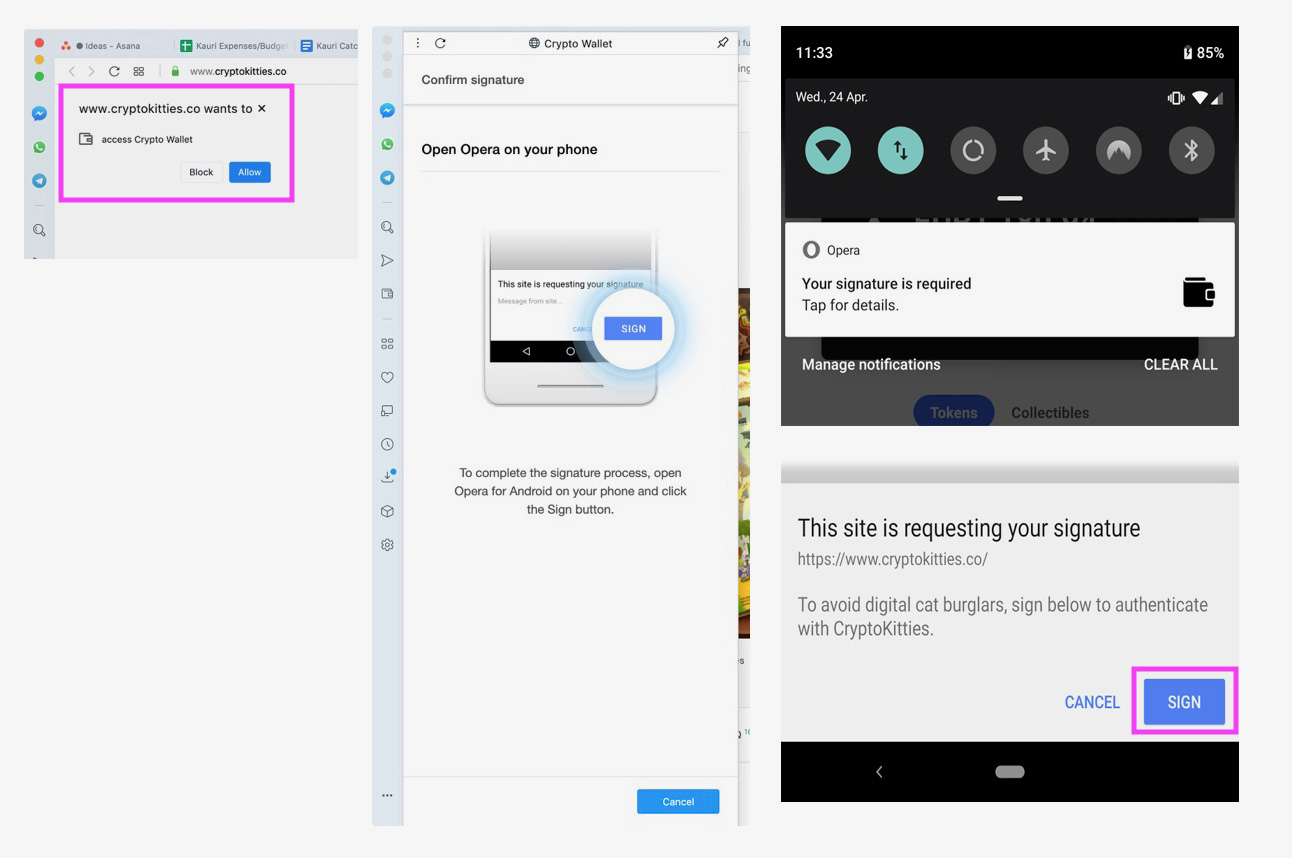 Ideas - Asana
Kauri Expenses/Budget
Kauri Catc
www.cryptokitties.co
www.cryptokitties.co wants to
access Crypto Wallet
Block
Allow
Crypto Wallet
Confirm signature
Open Opera on your phone
This site is requesting your signature
Message from site...
SIGN
To complete the signature process, open
Opera for Android on your phone and click
the Sign button.
Cancel
11:33
85%
Wed., 24 Apr.
Opera
Your signature is required
Tap for details.
Manage notifications
CLEAR ALL
Tokens
Collectibles
This site is requesting your signature
https://www.cryptokitties.co/
To avoid digital cat burglars, sign below to authenticate
with CryptoKitties.
CANCEL
SIGN